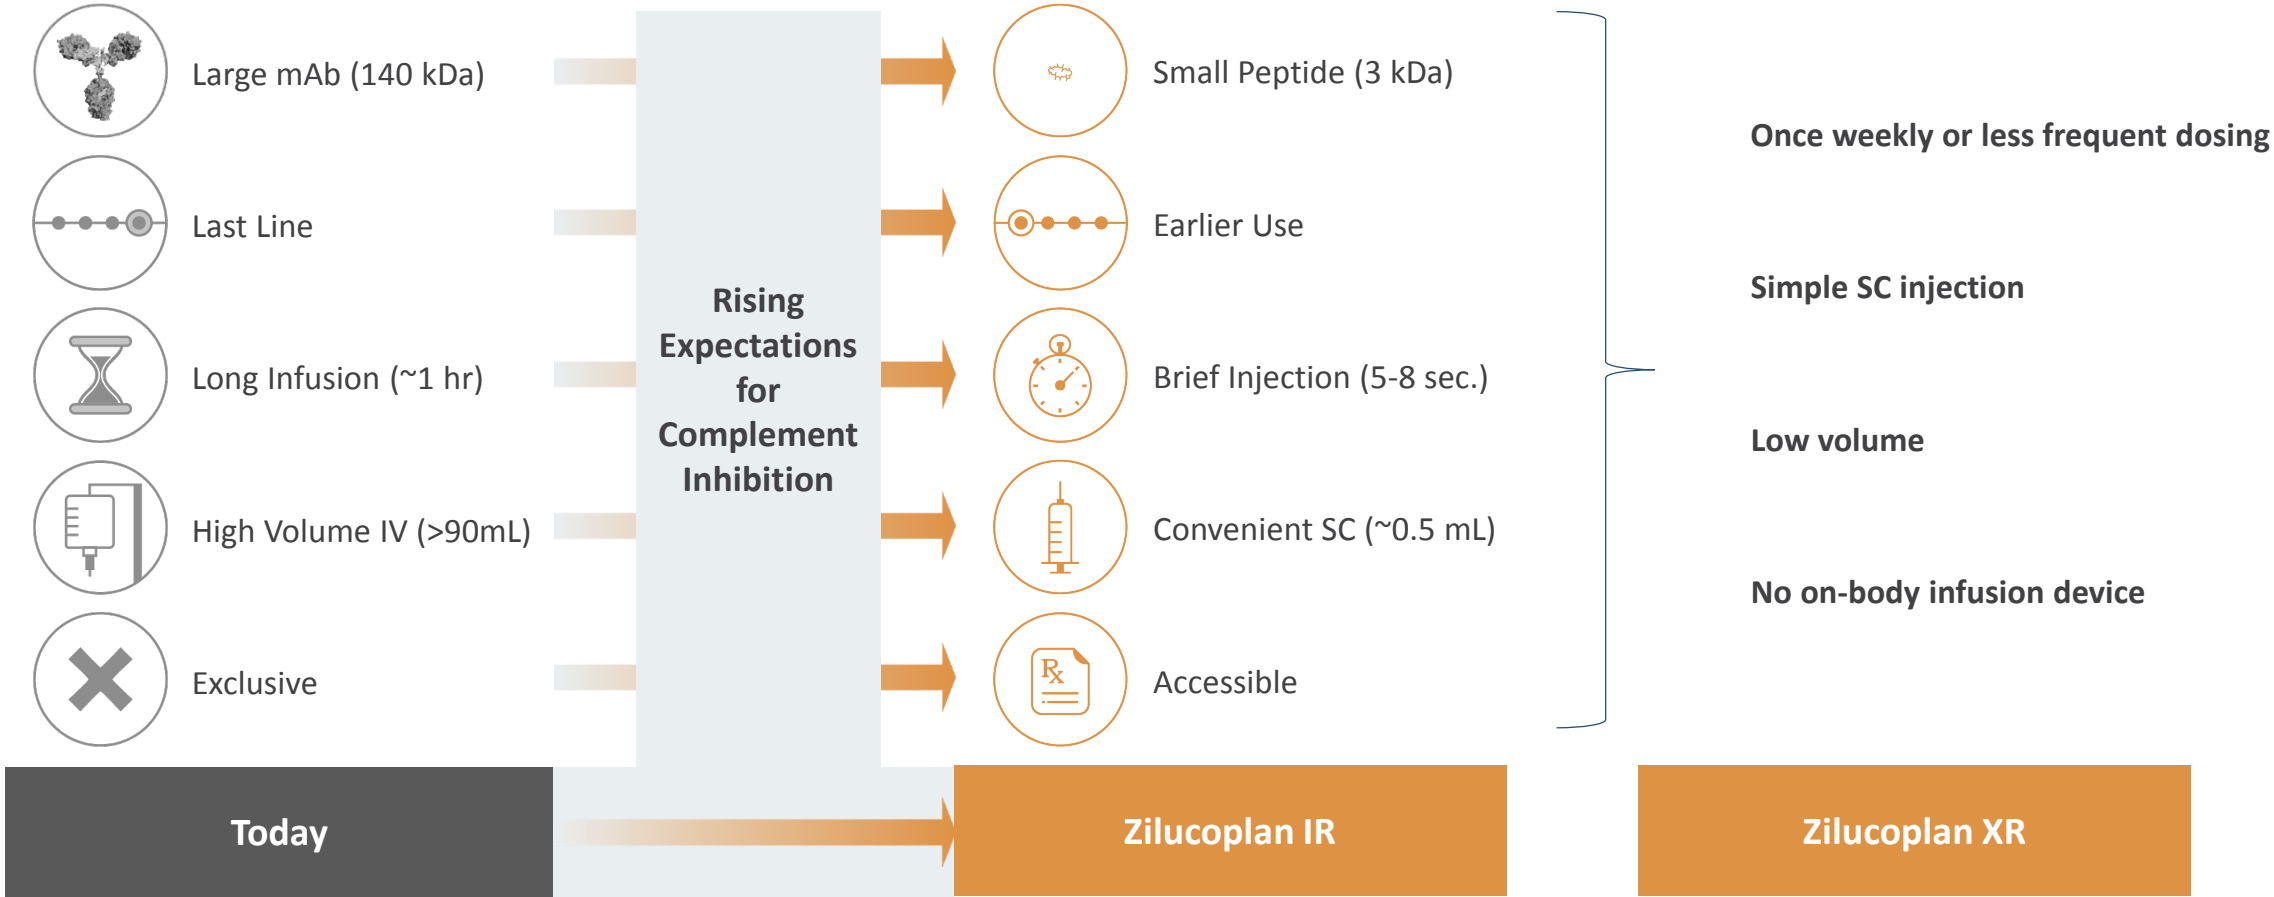 Large mAb (140 kDa)
Last Line
Long Infusion (~1 hr)
High Volume IV (>90mL)
Exclusive
Today
Rising
Expectations
for
Complement
Inhibition
Small Peptide (3 kDa)
Earlier Use
Brief Injection (5-8 sec.)
Convenient SC (~0.5 mL)
Rx
Accessible
Zilucoplan IR
Once weekly or less frequent dosing
Simple SC injection
Low volume
No on-body infusion device
Zilucoplan XR